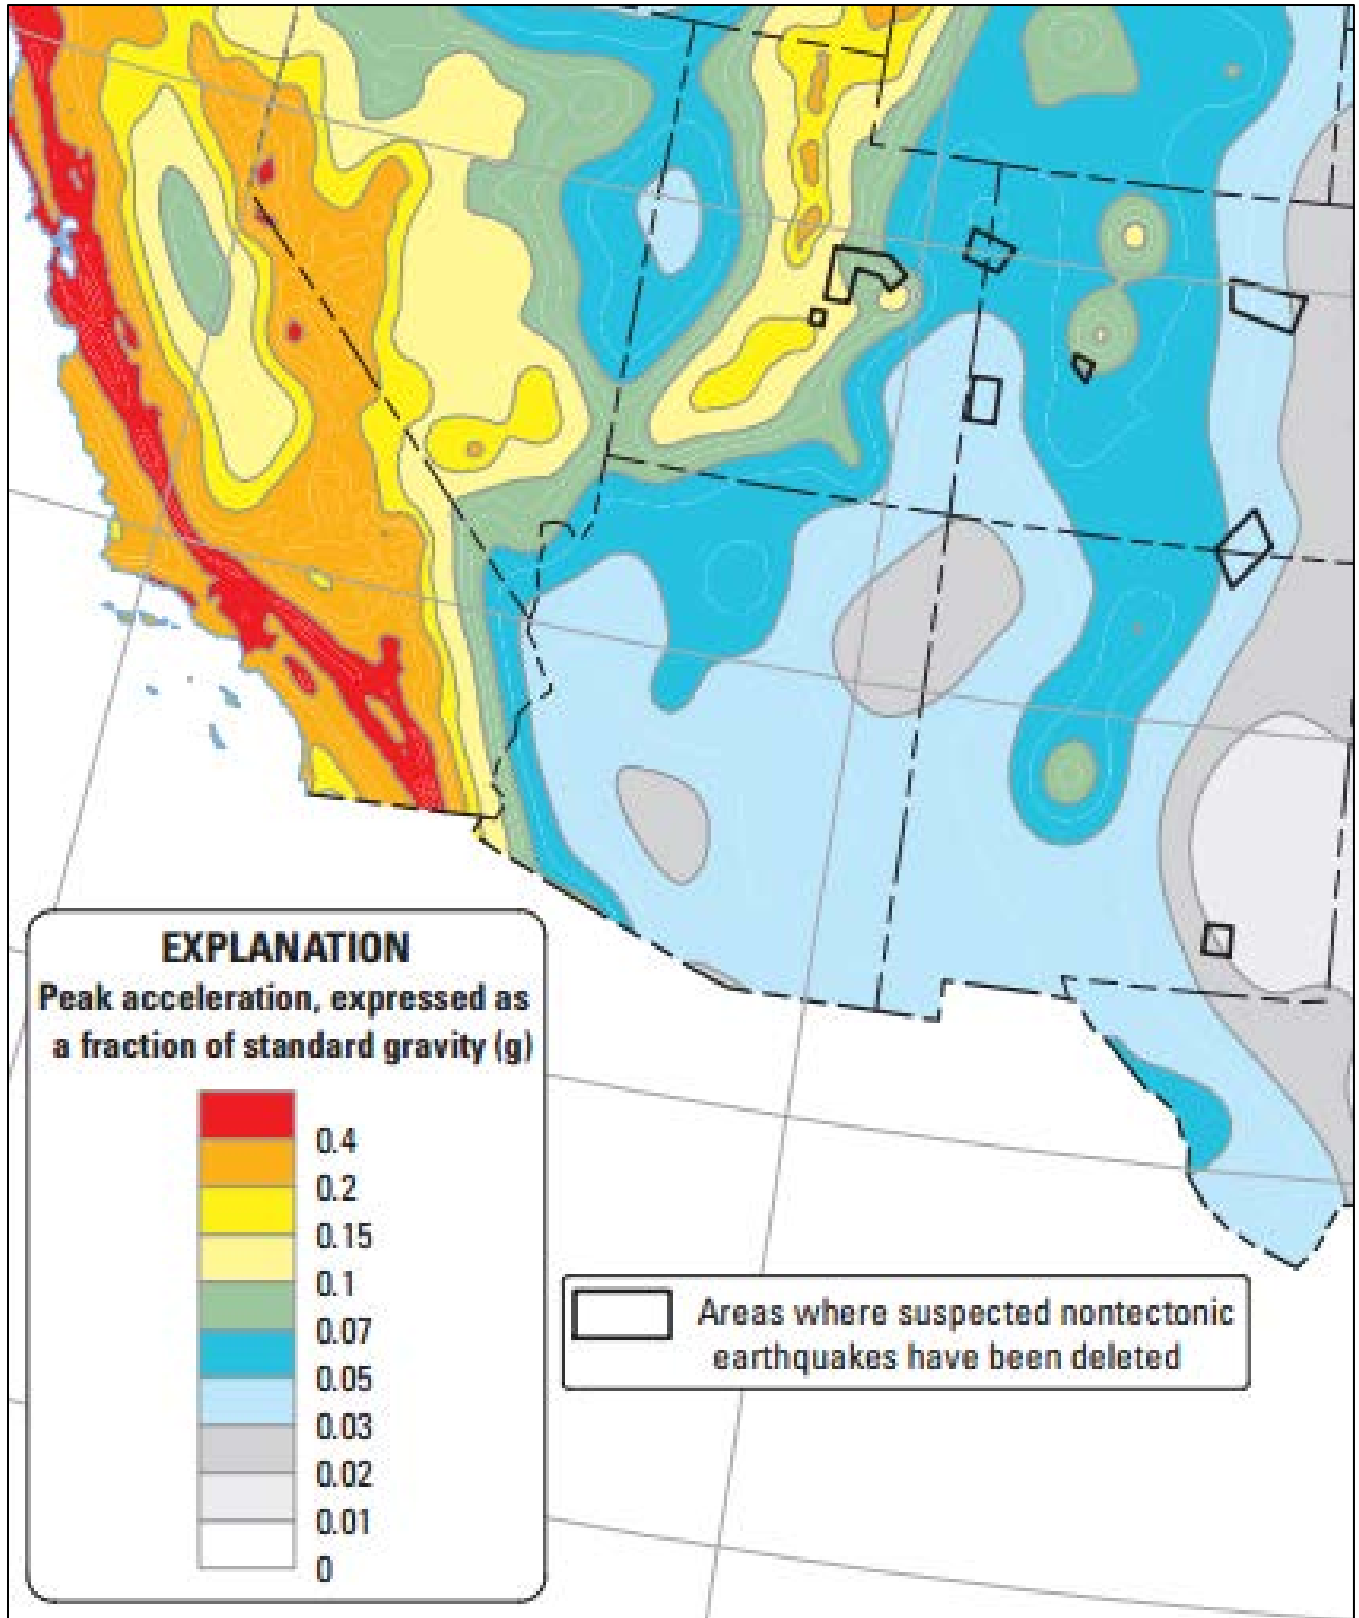 EXPLANATION
Peak acceleration, expressed as
a fraction of standard gravity (g)
0.4
0.2
0.15
0.1
0.07
0.05
0.03
0.02
0.01
0
Areas where suspected nontectonic
earthquakes have been deleted